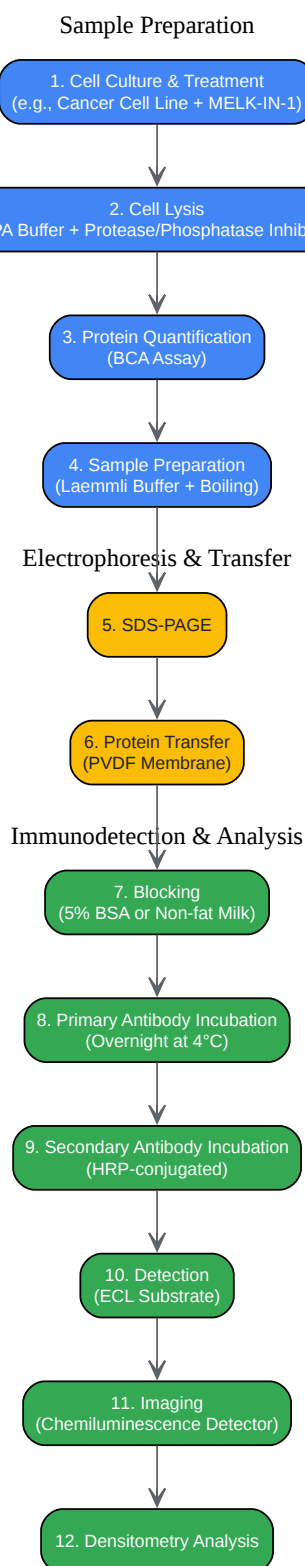 Sample Preparation
1. Cell Culture & Treatment
(e.g., Cancer Cell Line + MELK-IN-1)
2. Cell Lysis
Buffer + Protease/Phosphatase
3. Protein Quantification
(BCA Assay)
4. Sample Preparation
(Laemmli Buffer + Boiling)
Electrophoresis & Transfer
5. SDS-PAGE
6. Protein Transfer
(PVDF Membrane)
Immunodetection & Analysis
7. Blocking
(5% BSA or Non-fat Milk)
8. Primary Antibody Incubation
(Overnight at 4°C)
9. Secondary Antibody Incubation
(HRP-conjugated)
10. Detection
(ECL Substrate)
11. Imaging
(Chemiluminescence Detector)
12. Densitometry Analysis